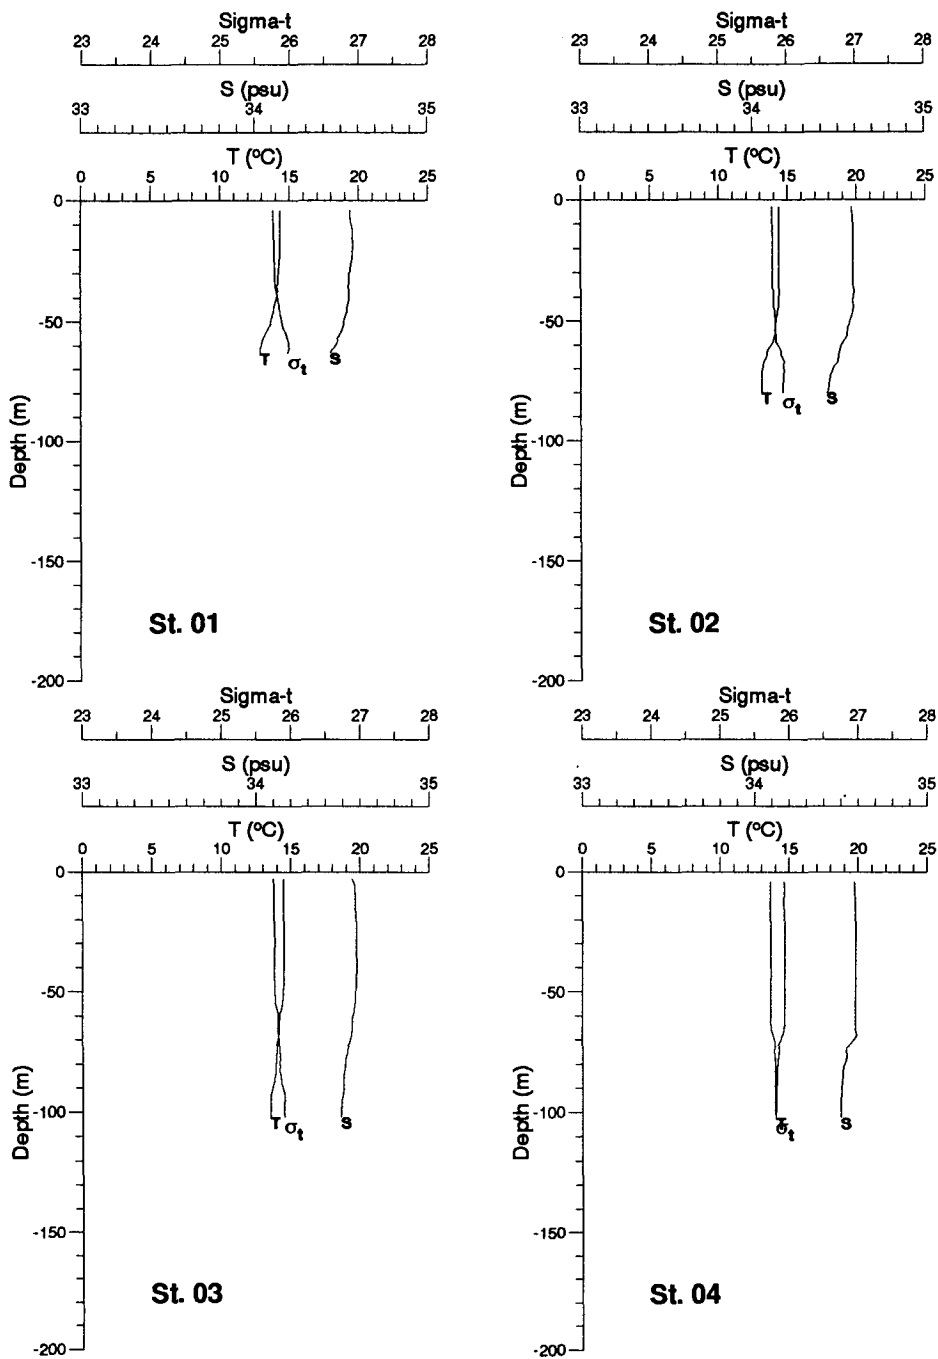 Sigma-t
23 24 25 26 27 28
S (psu)
33 34 35
T (°C)
0 5 10 15 20 25
0
-50
-100
-150
-200
Depth (m)
T σt S
St. 01
Sigma-t
23 24 25 26 27 28
S (psu)
33 34 35
T (°C)
0 5 10 15 20 25
0
-50
-100
-150
-200
Depth (m)
T σt S
St. 02
Sigma-t
23 24 25 26 27 28
S (psu)
33 34 35
T (°C)
0 5 10 15 20 25
0
-50
-100
-150
-200
Depth (m)
T σt S
St. 03
Sigma-t
23 24 25 26 27 28
S (psu)
33 34 35
T (°C)
0 5 10 15 20 25
0
-50
-100
-150
-200
Depth (m)
T σt S
St. 04